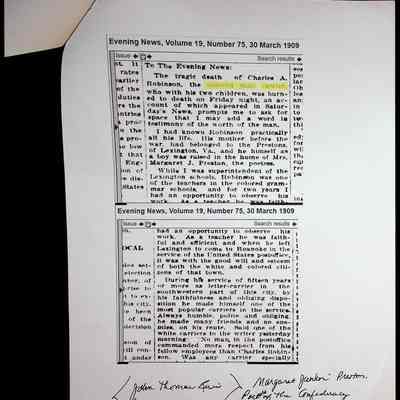 Evening News, Volume 19, Number 75, 30 March 1909
Issue
Search results
To The Evening News:
The tragic death of Charles A.
Robinson, the
who with his two children, was burn-
ed to death on Friday night, an ac-
count of which appeared in Satur-
day's News, prompts me to ask for
space that I may add a word in
testimony of the worth of the man.
I had known Robinson practically
all his life. His mother before the
war, had belonged to the Prestons,
of Lexington, Va., and he himself as
a boy was raised in the home of Mrs.
Margaret J. Preston, the poetess.
While I was superintendent of the
Lexington schools, Robinson was one
of the teachers in the colored gram-
mar schools, and for two years I
had an opportunity to observe his
work. As a teacher he was faith-
Evening News, Volume 19, Number 75, 30 March 1909
Issue
Search results
had an opportunity to observe his
work. As a teacher he was faith-
ful and efficient and when he left
Lexington to come to Roanoke in the
service of the United States postoffice,
it was with the good will and esteem
of both the white and colored citi-
zens of that town.
During his service of fifteen years
or more as letter-carrier in the
southwestern part of this city, by
his faithfulness and obliging dispo-
sition he made himself one of the
most popular carriers in the service.
Always humble, polite and obliging,
he made many friends and no ene-
mies, on his route. Said one of the
white carriers to the writer yesterday
morning: No man, in the postoffice
commanded more respect from his
fellow employees than Charles Robin-
son. Was any carrier specially
John Thomas
Margaret Junkin Preston
Poet of The Confederacy